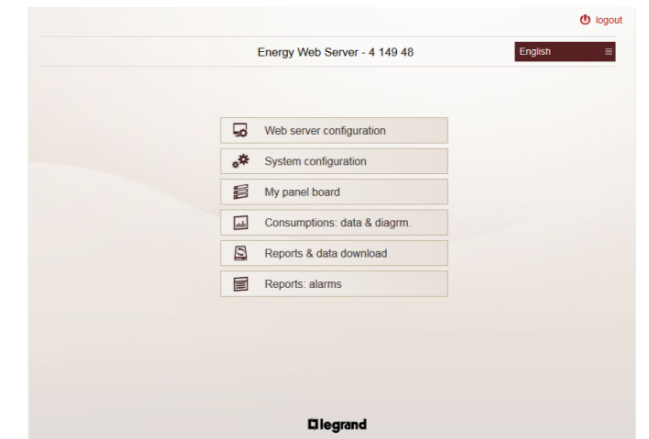 logout
Energy Web Server - 4 149 48
English
Web server configuration
System configuration
My panel board
Consumptions: data & diagrm.
Reports & data download
Reports: alarms
legrand